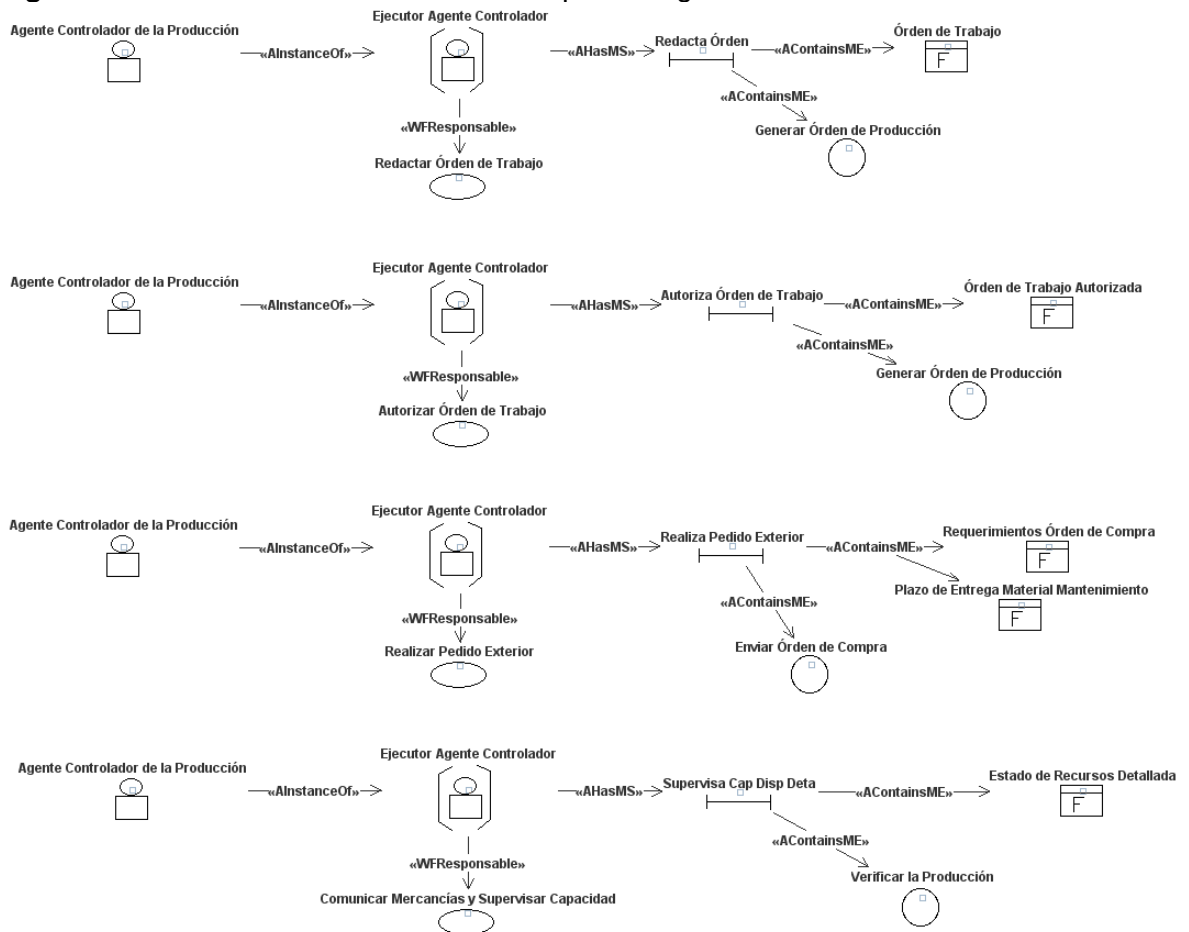 Ejecutor Agente Controlador
Agente Controlador de la Producción
«AInstanceOf»
«AHasMS»
Redacta Órden
«AContainsME»
Órden de Trabajo
F
«AContainsME»
«WFResponsable»
Generar Órden de Producción
Redactar Órden de Trabajo
Ejecutor Agente Controlador
Agente Controlador de la Producción
«AInstanceOf»
«AHasMS»
Autoriza Órden de Trabajo
«AContainsME»
Órden de Trabajo Autorizada
F
«AContainsME»
«WFResponsable»
Generar Órden de Producción
Autorizar Órden de Trabajo
Ejecutor Agente Controlador
Agente Controlador de la Producción
«AInstanceOf»
«AHasMS»
Realiza Pedido Exterior
«AContainsME»
Requerimientos Órden de Compra
F
Plazo de Entrega Material Mantenimiento
F
«AContainsME»
«WFResponsable»
Enviar Órden de Compra
Realizar Pedido Exterior
Ejecutor Agente Controlador
Agente Controlador de la Producción
«AInstanceOf»
«AHasMS»
Supervisa Cap Disp Deta
«AContainsME»
Estado de Recursos Detallada
F
«AContainsME»
«WFResponsable»
Verificar la Producción
Comunicar Mercancías y Supervisar Capacidad